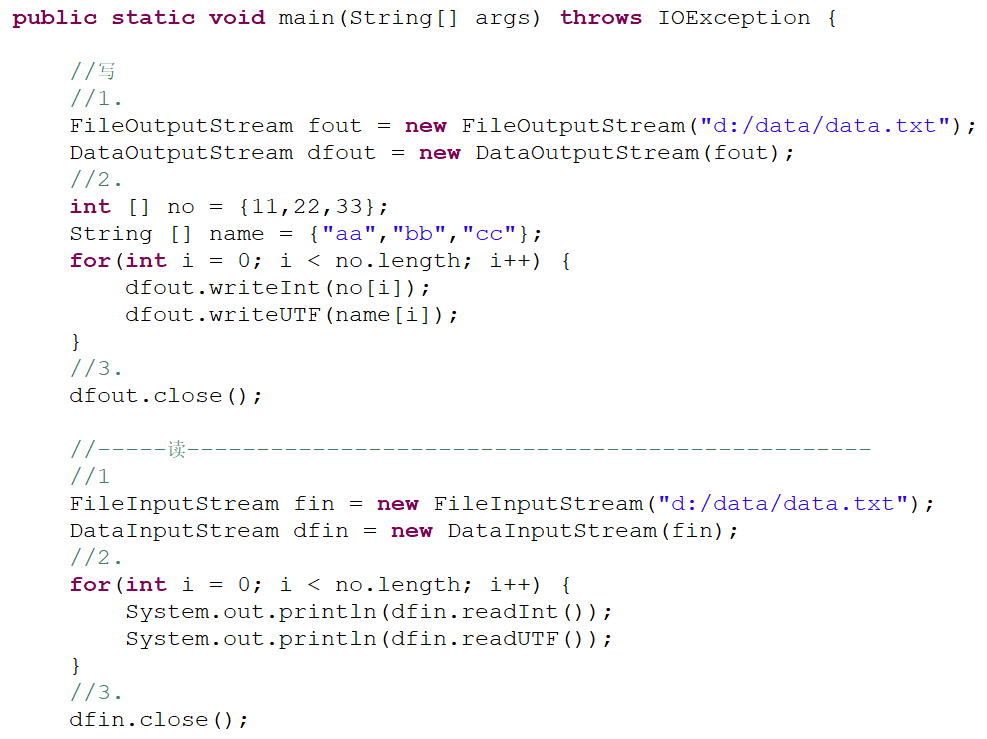 public static void main(String[] args) throws IOException {
//写
//1.
FileOutputStream fout = new FileOutputStream("d:/data/data.txt");
DataOutputStream dfout = new DataOutputStream(fout);
//2.
int [] no = {11,22,33};
String [] name = {"aa","bb","cc"};
for(int i = 0; i < no.length; i++) {
dfout.writeInt(no[i]);
dfout.writeUTF(name[i]);
}
//3.
dfout.close();
//-----读-------------------------------------------------
//1
FileInputStream fin = new FileInputStream("d:/data/data.txt");
DataInputStream dfin = new DataInputStream(fin);
//2.
for(int i = 0; i < no.length; i++) {
System.out.println(dfin.readInt());
System.out.println(dfin.readUTF());
}
//3.
dfin.close();